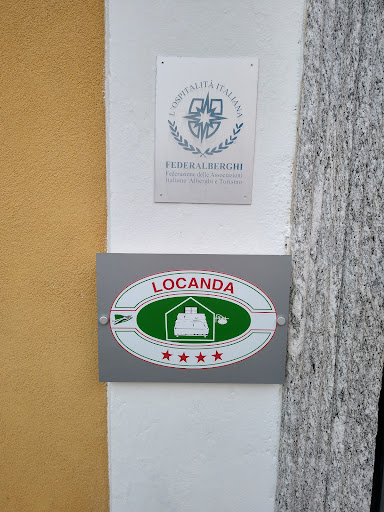 L'OSPITALITÀ ITALIANA
FEDERALBERGHI
Federazione delle Associazioni
Italiane Alberghi e Turismo
LOCANDA